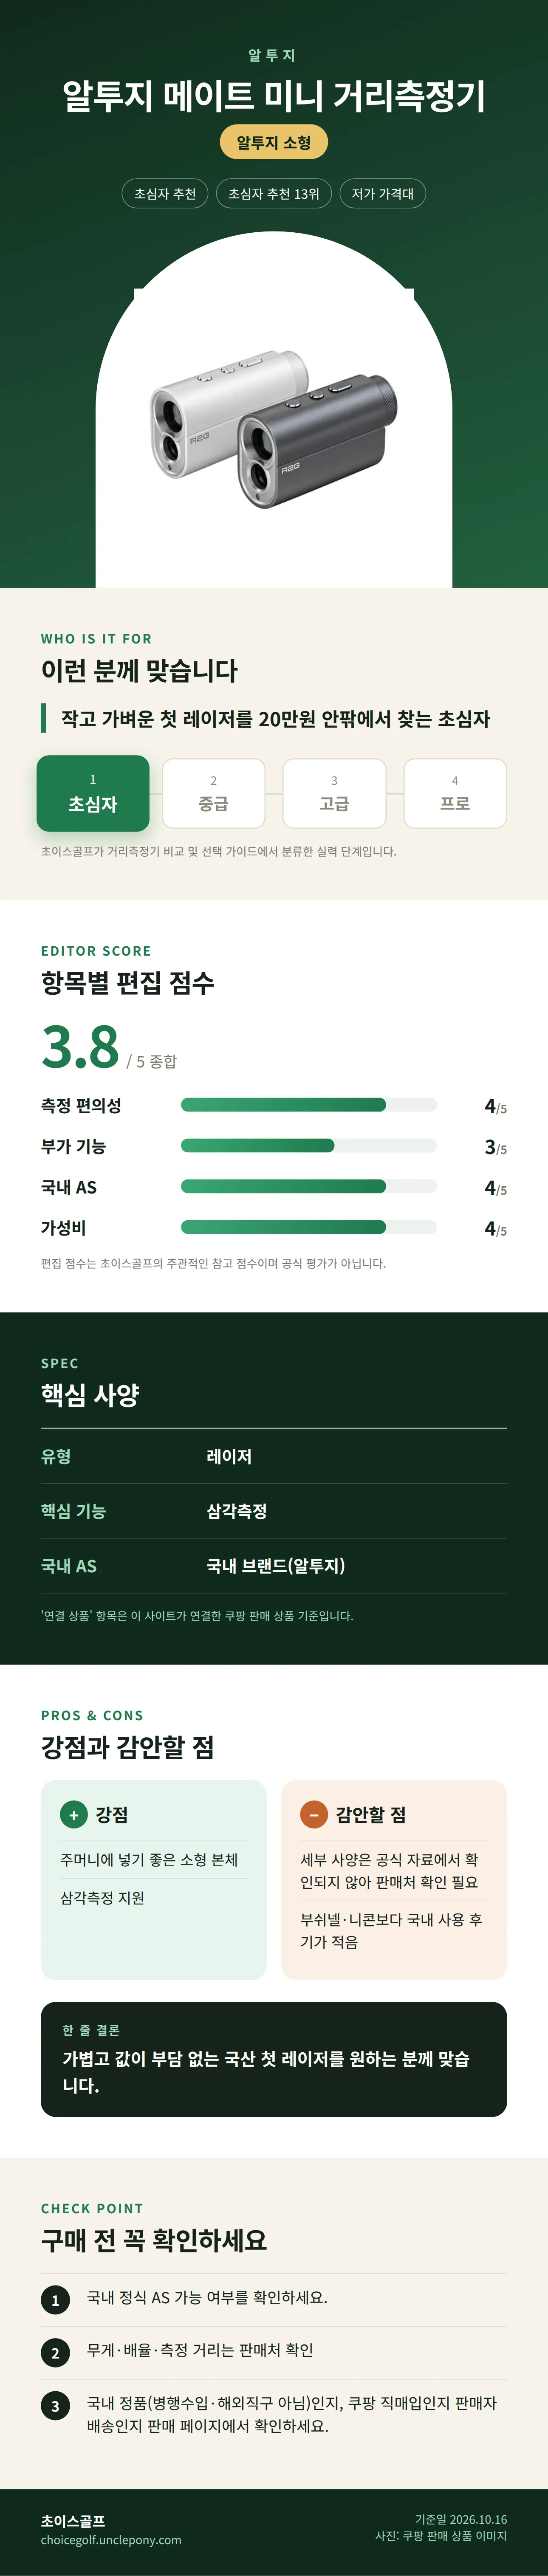 알투지
알투지 메이트 미니 거리측정기
알투지 소형
초심자 추천
초심자 추천 13위
저가 가격대
A2G
A2G
WHO IS IT FOR
이런 분께 맞습니다
작고 가벼운 첫 레이저를 20만원 안팎에서 찾는 초심자
1
초심자
2
중급
3
고급
4
프로
초이스골프가 거리측정기 비교 및 선택 가이드에서 분류한 실력 단계입니다.
EDITOR SCORE
항목별 편집 점수
3.8 / 5 종합
측정 편의성 4/5
부가 기능 3/5
국내 AS 4/5
가성비 4/5
편집 점수는 초이스골프의 주관적인 참고 점수이며 공식 평가가 아닙니다.
SPEC
핵심 사양
유형 레이저
핵심 기능 삼각측정
국내 AS 국내 브랜드(알투지)
'연결 상품' 항목은 이 사이트가 연결한 쿠팡 판매 상품 기준입니다.
PROS & CONS
강점과 감안할 점
+ 강점
주머니에 넣기 좋은 소형 본체
삼각측정 지원
− 감안할 점
세부 사양은 공식 자료에서 확
인되지 않아 판매처 확인 필요
부쉬넬·니콘보다 국내 사용 후
기가 적음
한 줄 결론
가볍고 값이 부담 없는 국산 첫 레이저를 원하는 분께 맞습
니다.
CHECK POINT
구매 전 꼭 확인하세요
1 국내 정식 AS 가능 여부를 확인하세요.
2 무게·배율·측정 거리는 판매처 확인
3 국내 정품(병행수입·해외직구 아님)인지, 쿠팡 직매입인지 판매자
배송인지 판매 페이지에서 확인하세요.
초이스골프
choicegolf.unclepony.com
기준일 2026.10.16
사진: 쿠팡 판매 상품 이미지